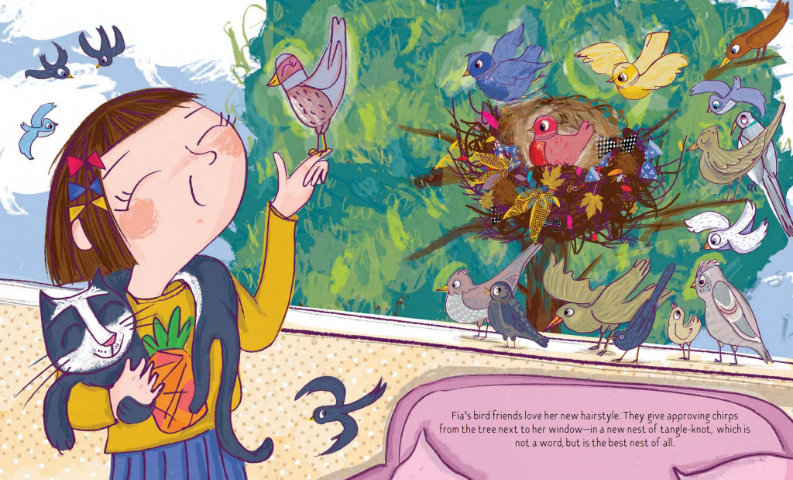 Fia's bird friends love her new hairstyle. They give approving chirps
from the tree next to her window—in a new nest of tangle-knot, which is
not a word, but is the best nest of all.